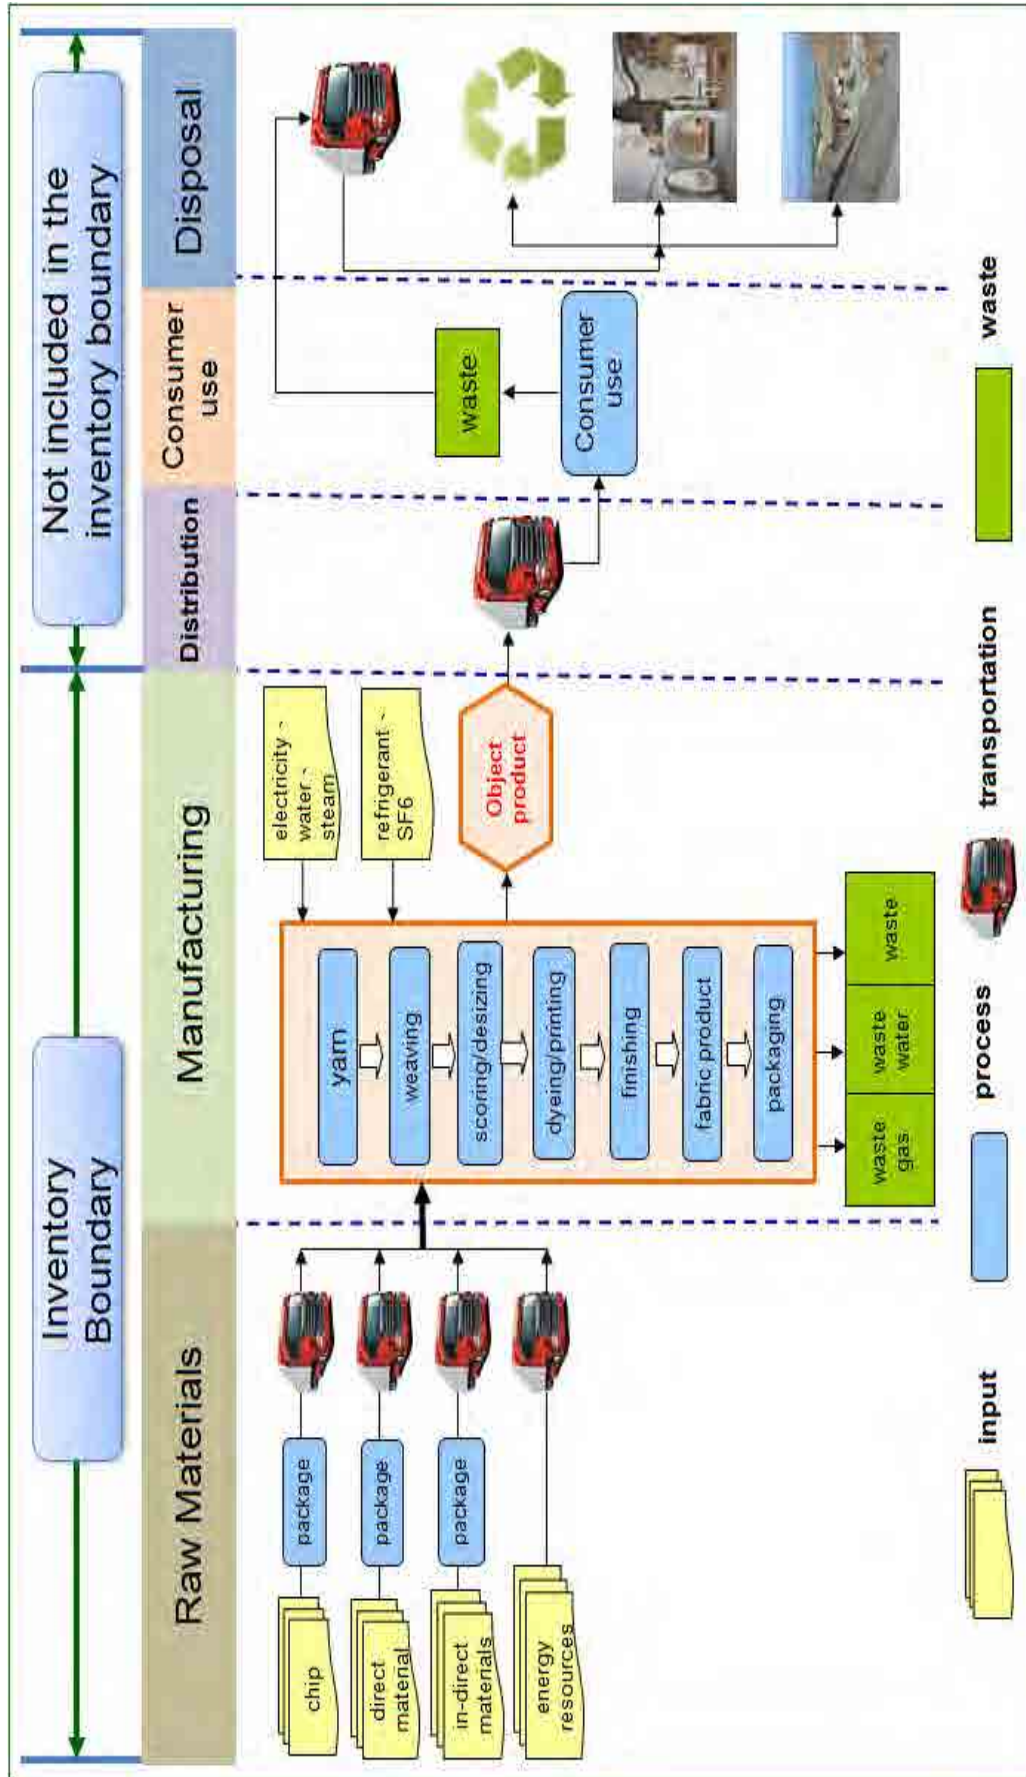 Inventory
Boundary
Not included in the
inventory boundary
Raw Materials
Manufacturing
Distribution
Consumer
use
Disposal
chip
package
direct
material
package
in-direct
materials
package
energy
resources
yarn
weaving
scoring/desizing
dyeing/printing
finishing
fabric product
packaging
electricity、
water、
steam
refrigerant、
SF6
Object
product
waste
gas
waste
water
waste
waste
Consumer
use
input
process
transportation
waste